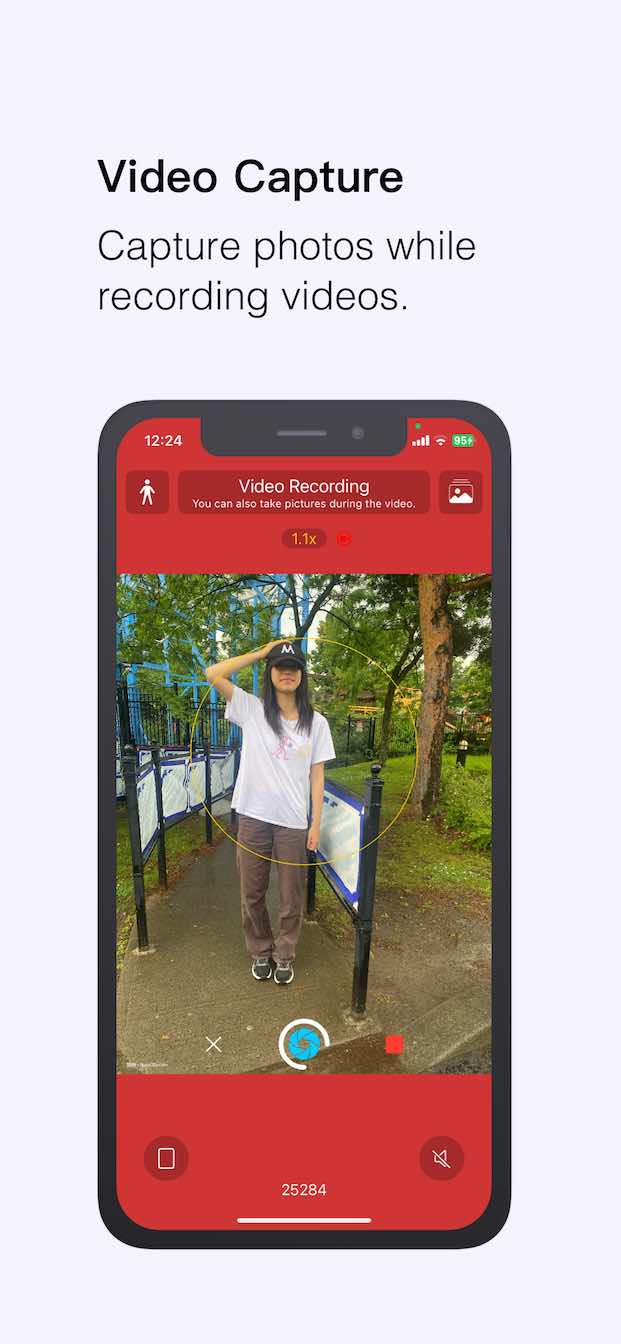 Video Capture
Capture photos while
recording videos.
12:24
95
Video Recording
You can also take pictures during the video.
1.1x
M
25284